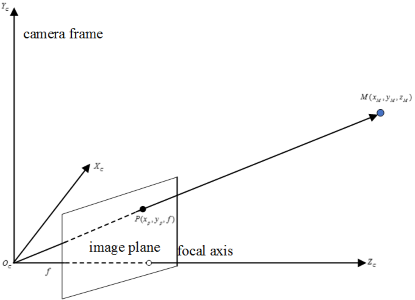 Y_c
camera frame
M(x_M, y_M, z_M)
X_c
P(x_p, y_p, f)
image plane
focal axis
O_c
f
Z_c